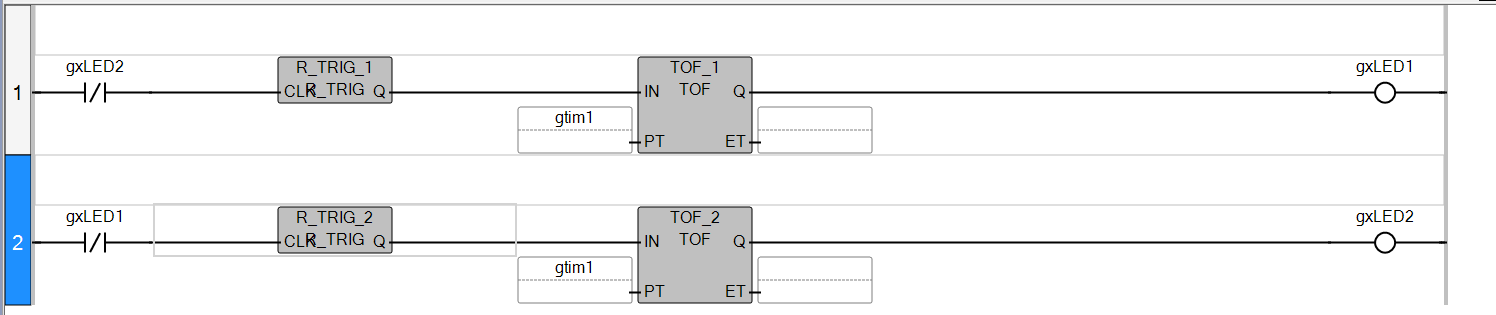 gxLED2
R_TRIG_1
TOF_1
gxLED1
1
CLK R_TRIG Q
IN TOF Q
gtim1
PT ET
gxLED1
R_TRIG_2
TOF_2
gxLED2
2
CLK R_TRIG Q
IN TOF Q
gtim1
PT ET